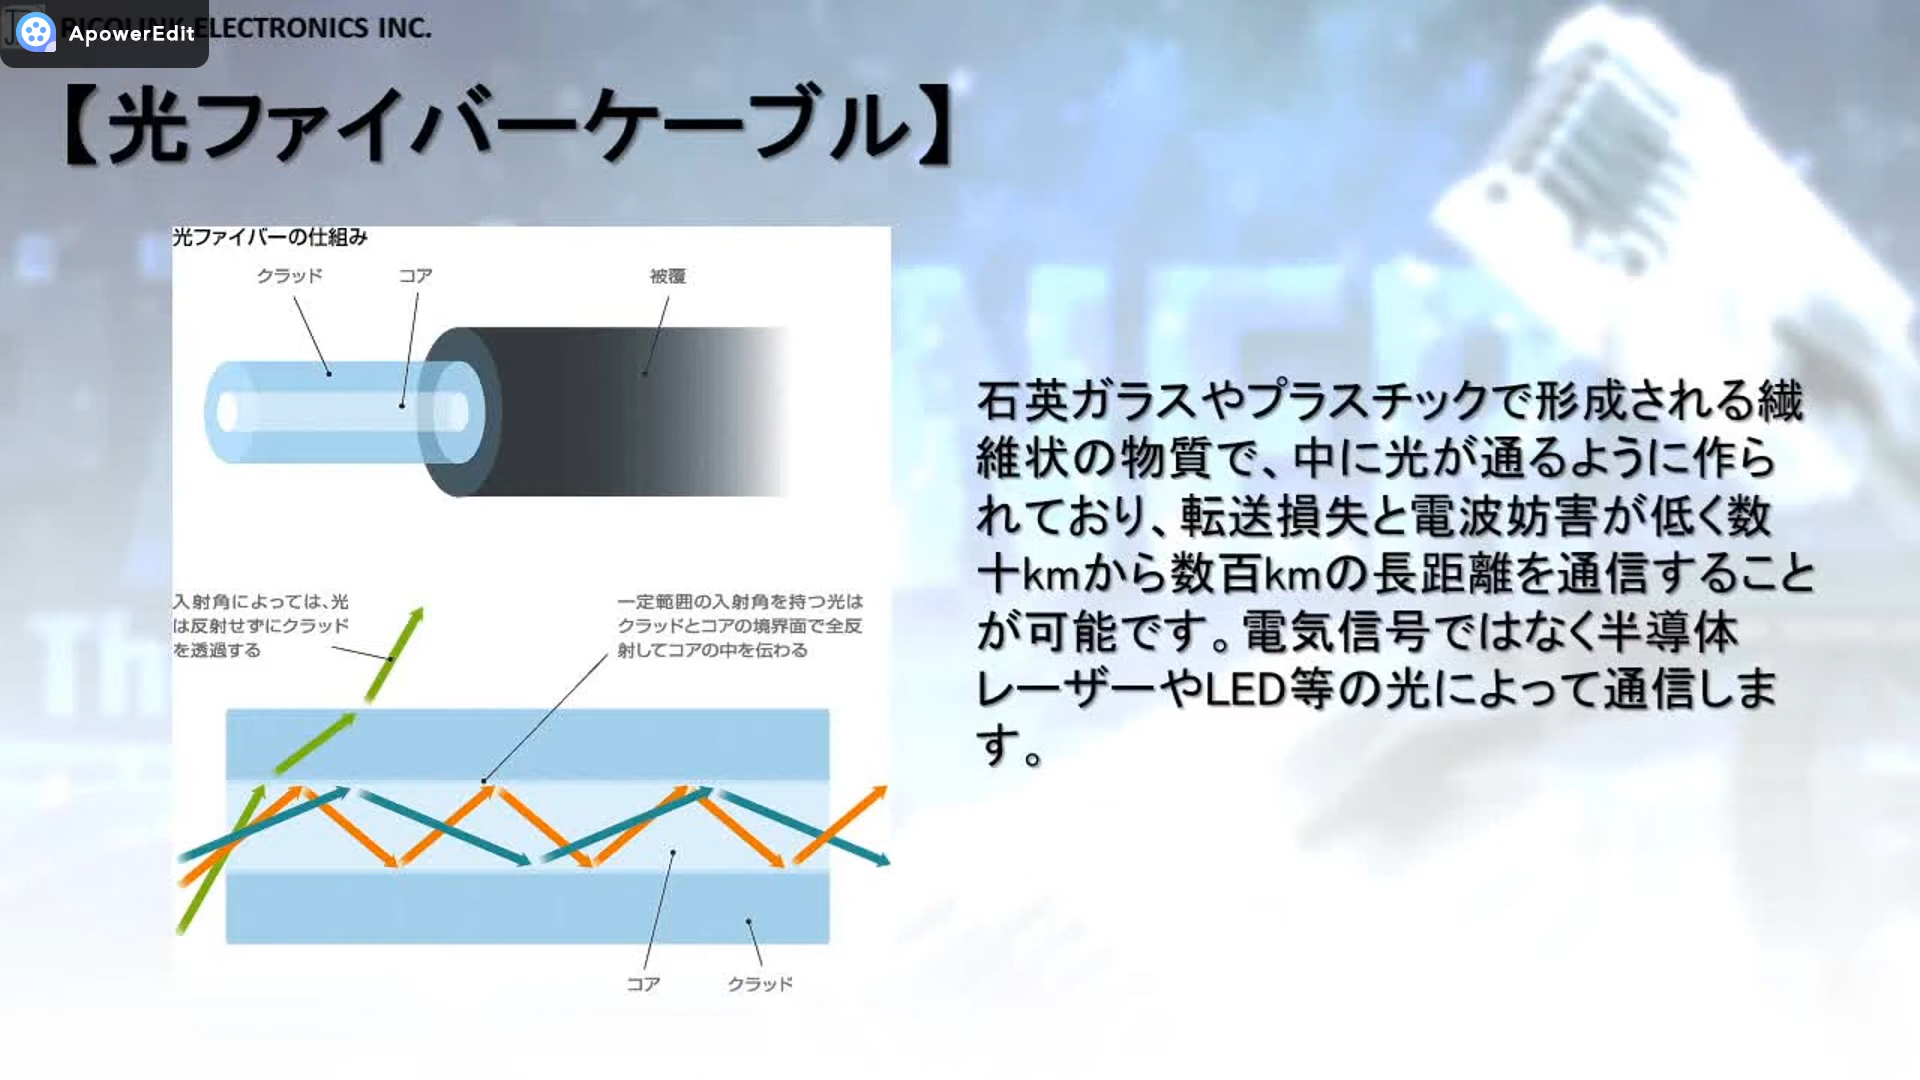 ApowerEdit
ELECTRONICS INC.
【光ファイバーケーブル】
光ファイバーの仕組み
クラッド
コア
被覆
入射角によっては、光
は反射せずにクラッド
を透過する
一定範囲の入射角を持つ光は
クラッドとコアの境界面で全反
射してコアの中を伝わる
コア
クラッド
石英ガラスやプラスチックで形成される繊
維状の物質で、中に光が通るように作ら
れており、転送損失と電波妨害が低く数
十kmから数百kmの長距離を通信すること
が可能です。電気信号ではなく半導体
レーザーやLED等の光によって通信しま
す。